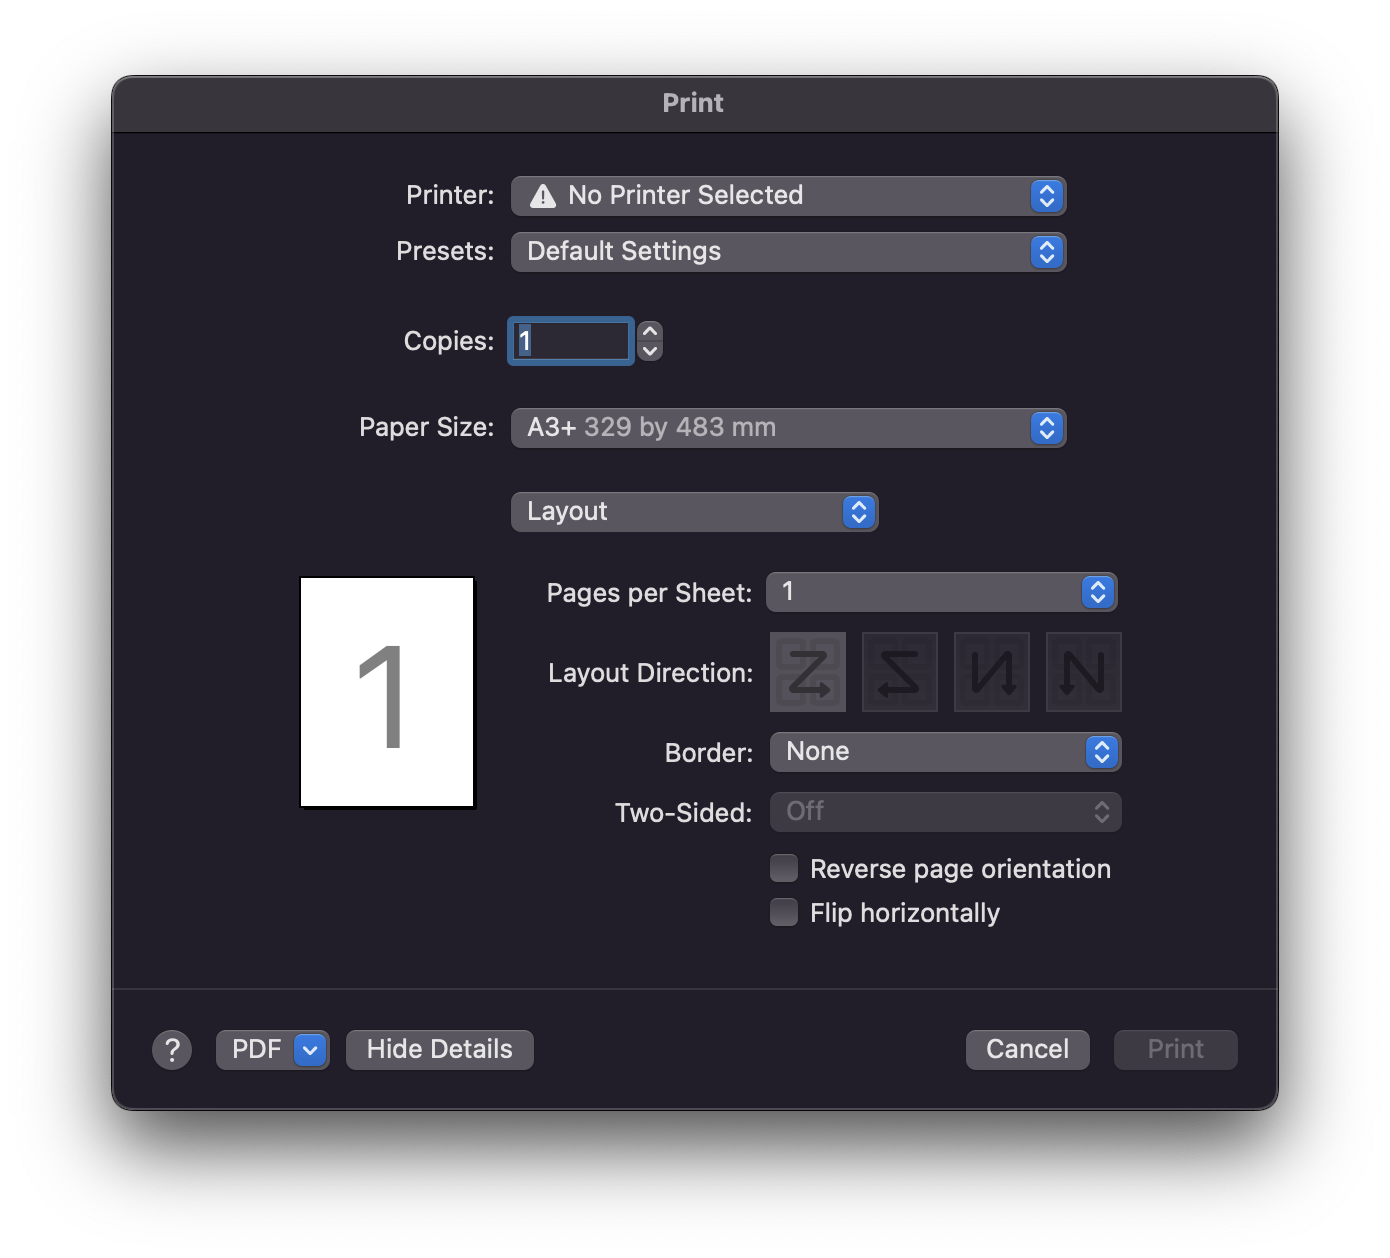 Print
Printer: No Printer Selected
Presets: Default Settings
Copies: 1
Paper Size: A3+ 329 by 483 mm
Layout
1
Pages per Sheet: 1
Layout Direction:
Border: None
Two-Sided: Off
Reverse page orientation
Flip horizontally
? PDF Hide Details Cancel Print